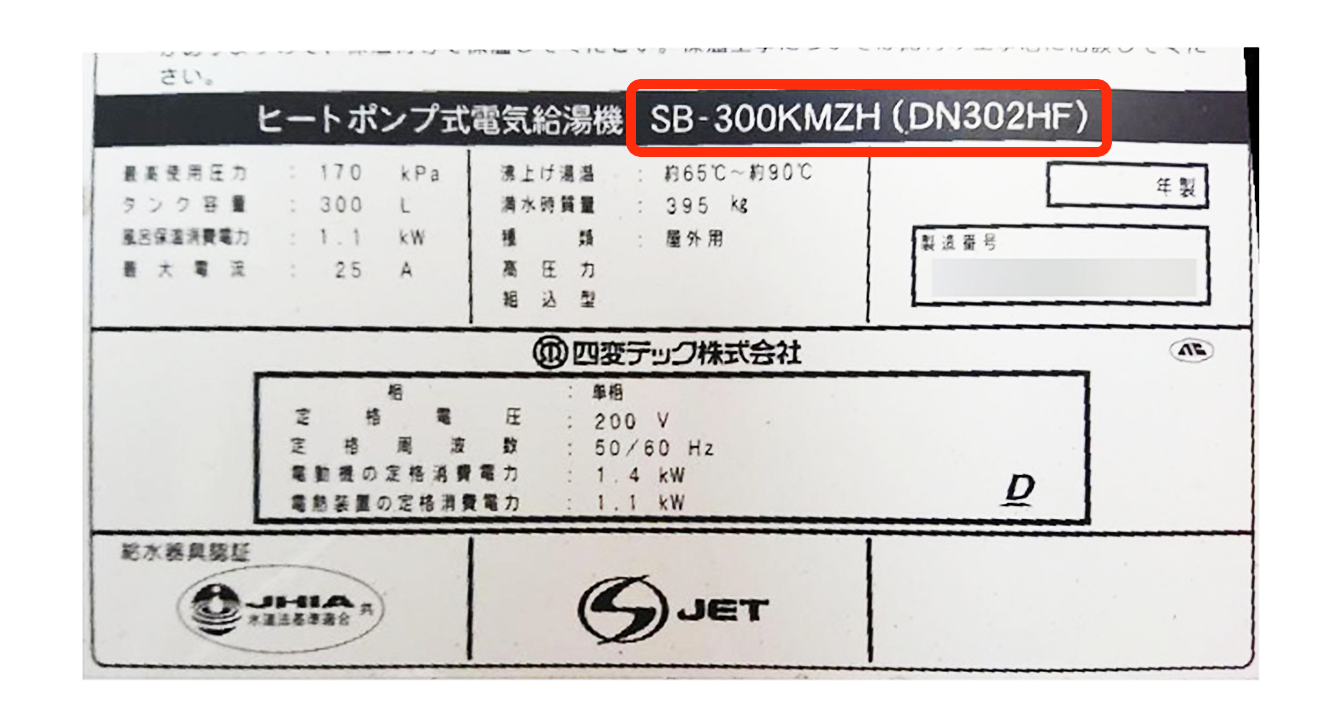 さい。
ヒートポンプ式電気給湯機 SB-300KMZH (DN302HF)
最高使用圧力 : 170 kPa
タンク容量 : 300 L
風呂保温消費電力 : 1.1 kW
最大電流 : 25 A
沸上げ湯温 : 約65℃~約90℃
満水時質量 : 395 kg
種類 : 屋外用
高圧力
組込型
年製
製造番号
四変テック株式会社
相 : 単相
定格電圧 : 200 V
定格周波数 : 50/60 Hz
電動機の定格消費電力 : 1.4 kW
電熱装置の定格消費電力 : 1.1 kW
D
給水器具認証
JHIA 共
水道法基準適合
JET